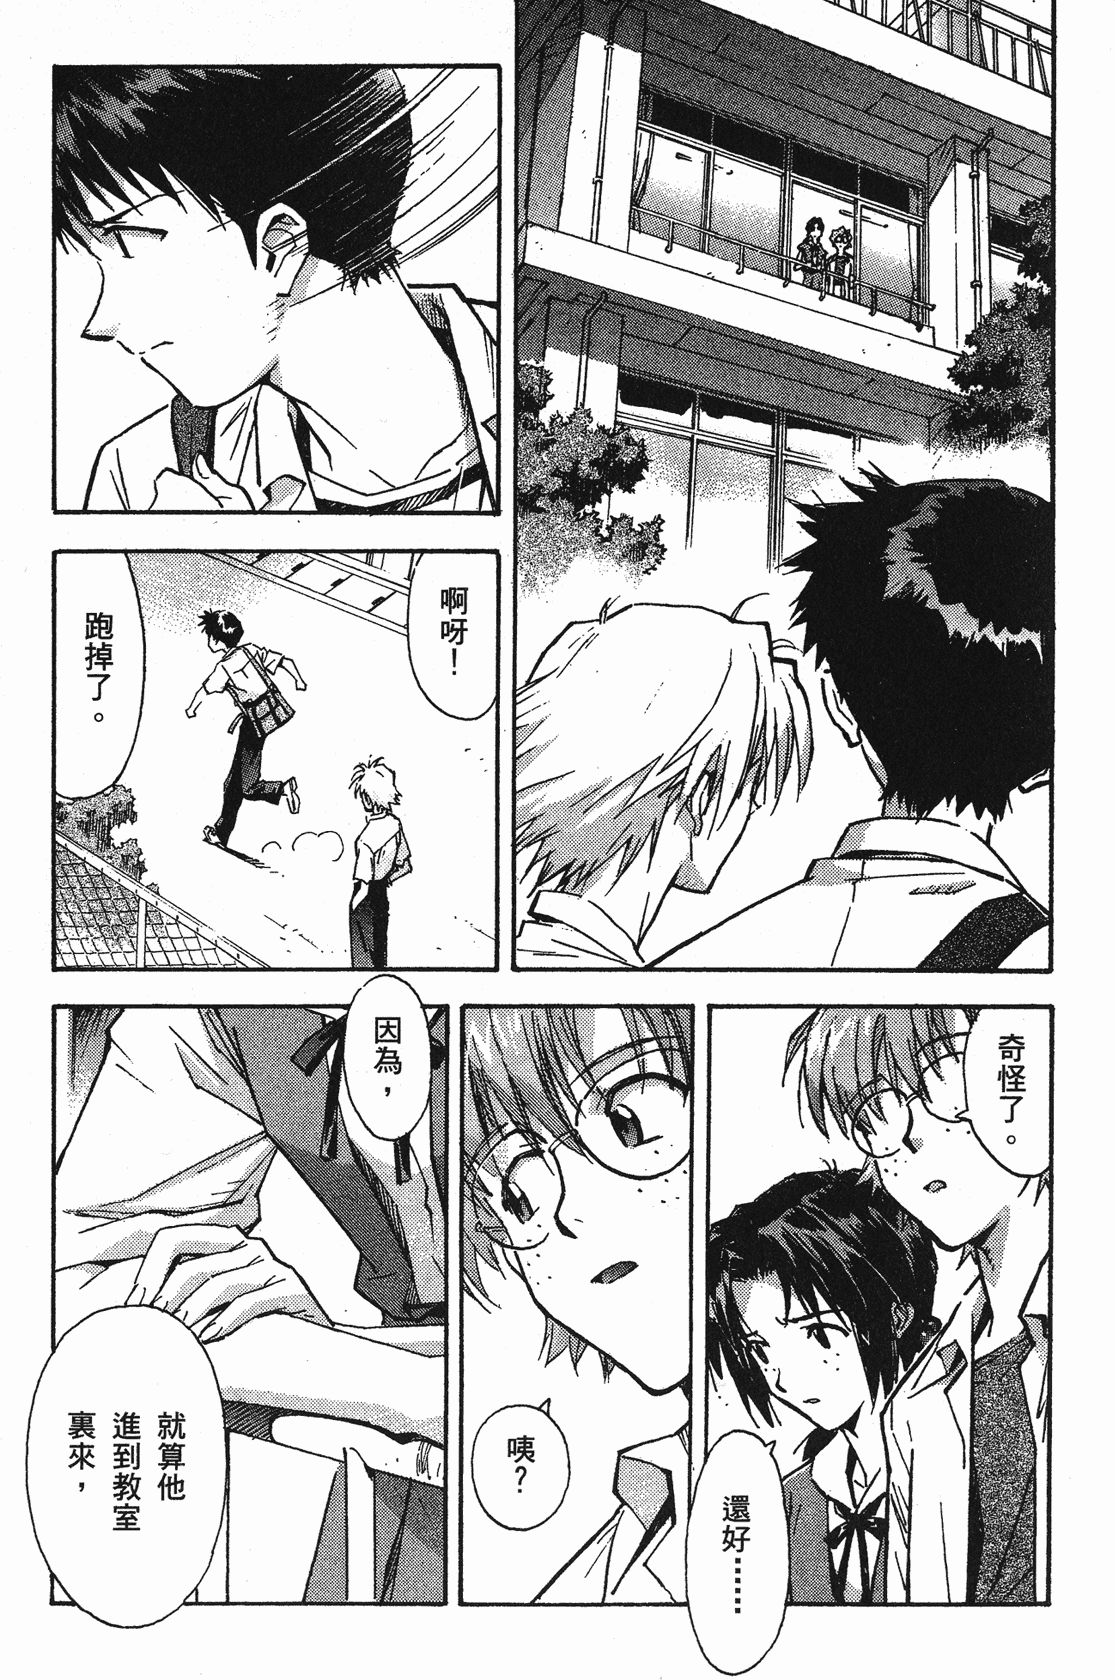 啊呀！
跑掉了。
奇怪了。
還好……
咦？
因為，
就算他
進到教室
裏來，